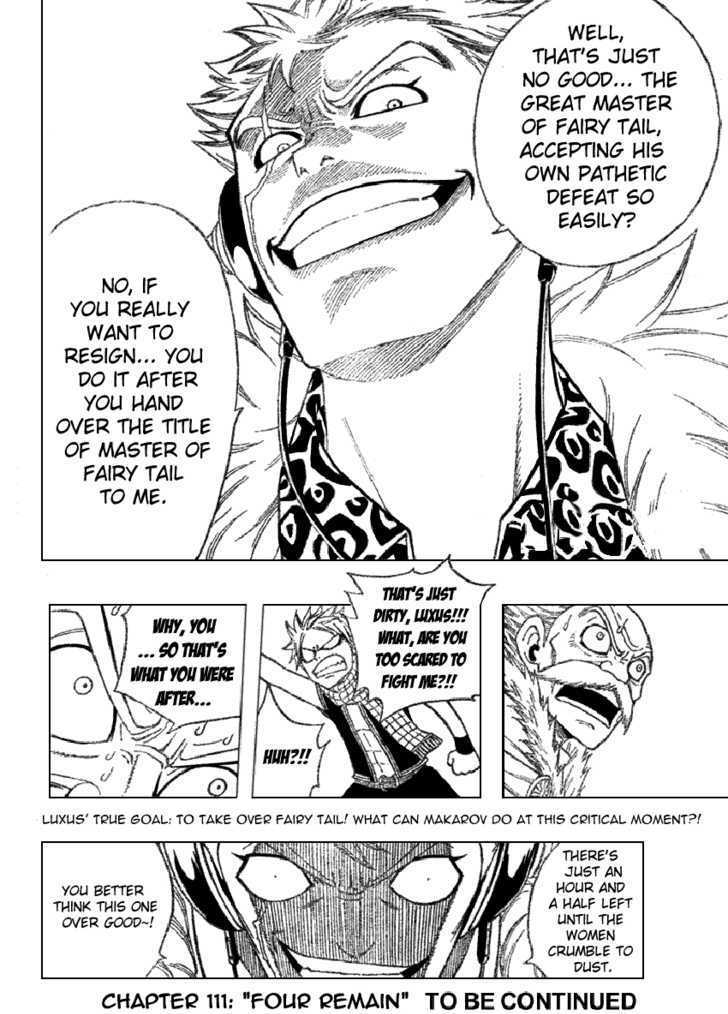 WELL,
THAT'S JUST
NO GOOD... THE
GREAT MASTER
OF FAIRY TAIL,
ACCEPTING HIS
OWN PATHETIC
DEFEAT SO
EASILY?
NO, IF
YOU REALLY
WANT TO
RESIGN... YOU
DO IT AFTER
YOU HAND
OVER THE TITLE
OF MASTER OF
FAIRY TAIL
TO ME.
THAT'S JUST
DIRTY, LUXUS!!!
WHAT, ARE YOU
TOO SCARED TO
FIGHT ME?!!
HUH?!!
WHY, YOU
... SO THAT'S
WHAT YOU WERE
AFTER...
LUXUS' TRUE GOAL: TO TAKE OVER FAIRY TAIL! WHAT CAN MAKAROV DO AT THIS CRITICAL MOMENT?!
THERE'S
JUST AN
HOUR AND
A HALF LEFT
UNTIL THE
WOMEN
CRUMBLE TO
DUST.
YOU BETTER
THINK THIS ONE
OVER GOOD~!
CHAPTER 111: "FOUR REMAIN" TO BE CONTINUED